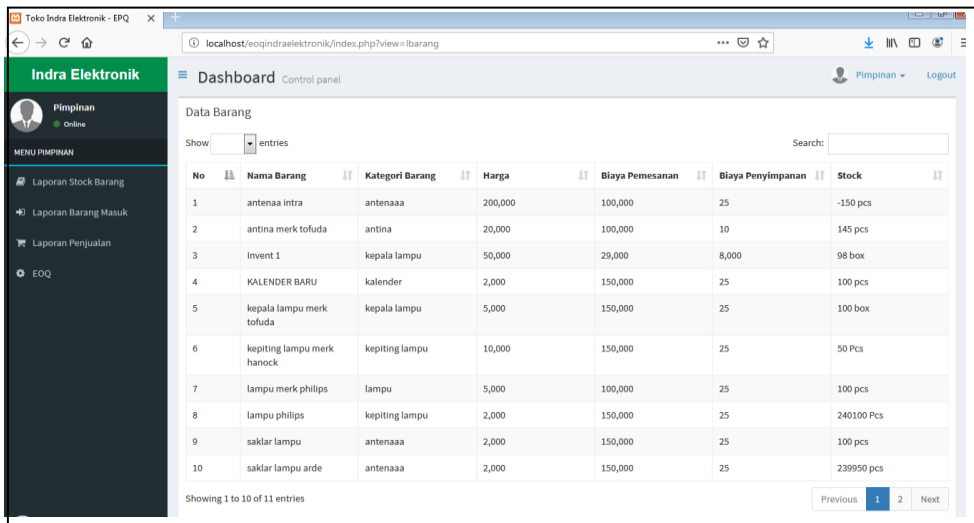 Toko Indra Elektronik - EPQ
localhost/eoqindraelektronik/index.php?view=lbarang
Indra Elektronik
Dashboard Control panel
Pimpinan Logout
Pimpinan
Online
MENU PIMPINAN
Laporan Stock Barang
Laporan Barang Masuk
Laporan Penjualan
EOQ
Data Barang
Show entries Search:
No Nama Barang Kategori Barang Harga Biaya Pemesanan Biaya Penyimpanan Stock
1 antenaa intra antenaaa 200,000 100,000 25 -150 pcs
2 antina merk tofuda antina 20,000 100,000 10 145 pcs
3 Invent 1 kepala lampu 50,000 29,000 8,000 98 box
4 KALENDER BARU kalender 2,000 150,000 25 100 pcs
5 kepala lampu merk kepala lampu 5,000 150,000 25 100 box
tofuda
6 kepiting lampu merk kepiting lampu 10,000 150,000 25 50 Pcs
hanock
7 lampu merk philips lampu 5,000 100,000 25 100 pcs
8 lampu philips kepiting lampu 2,000 150,000 25 240100 Pcs
9 saklar lampu antenaaa 2,000 150,000 25 100 pcs
10 saklar lampu arde antenaaa 2,000 150,000 25 239950 pcs
Showing 1 to 10 of 11 entries
Previous 1 2 Next